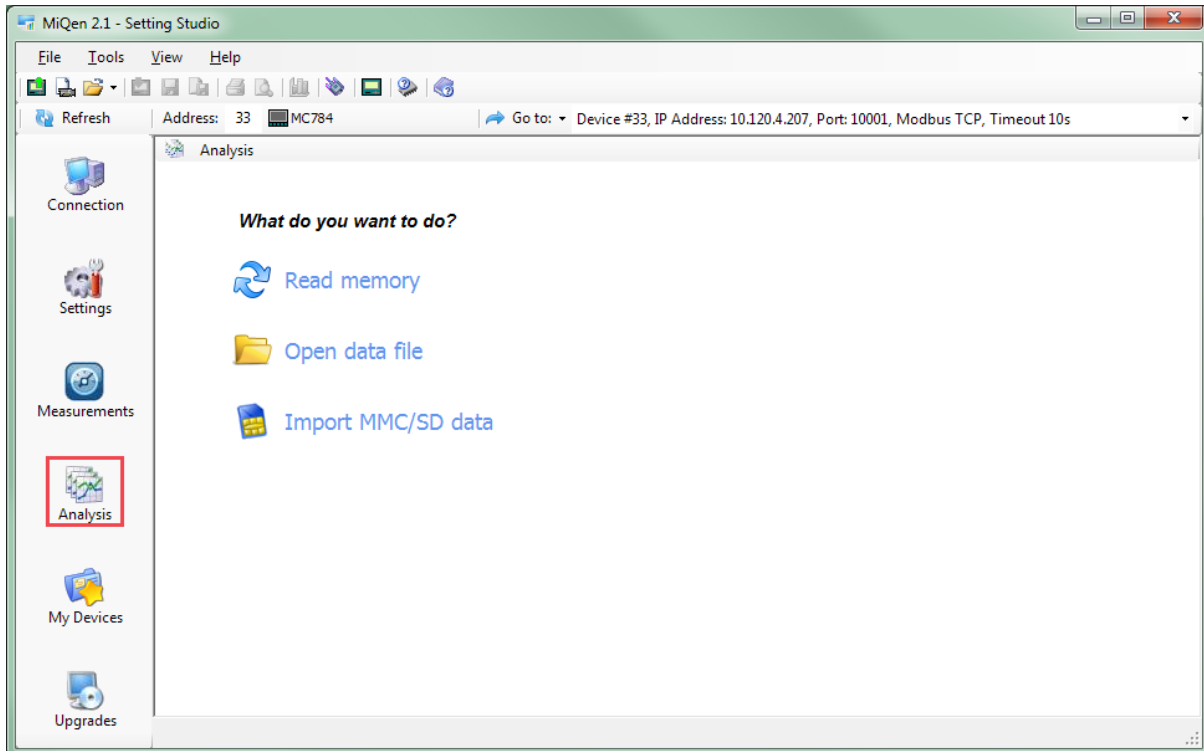 MiQen 2.1 - Setting Studio
File Tools View Help
Refresh Address: 33 MC784 Go to: Device #33, IP Address: 10.120.4.207, Port: 10001, Modbus TCP, Timeout 10s
Analysis
Connection
What do you want to do?
Read memory
Settings
Open data file
Measurements
Import MMC/SD data
Analysis
My Devices
Upgrades